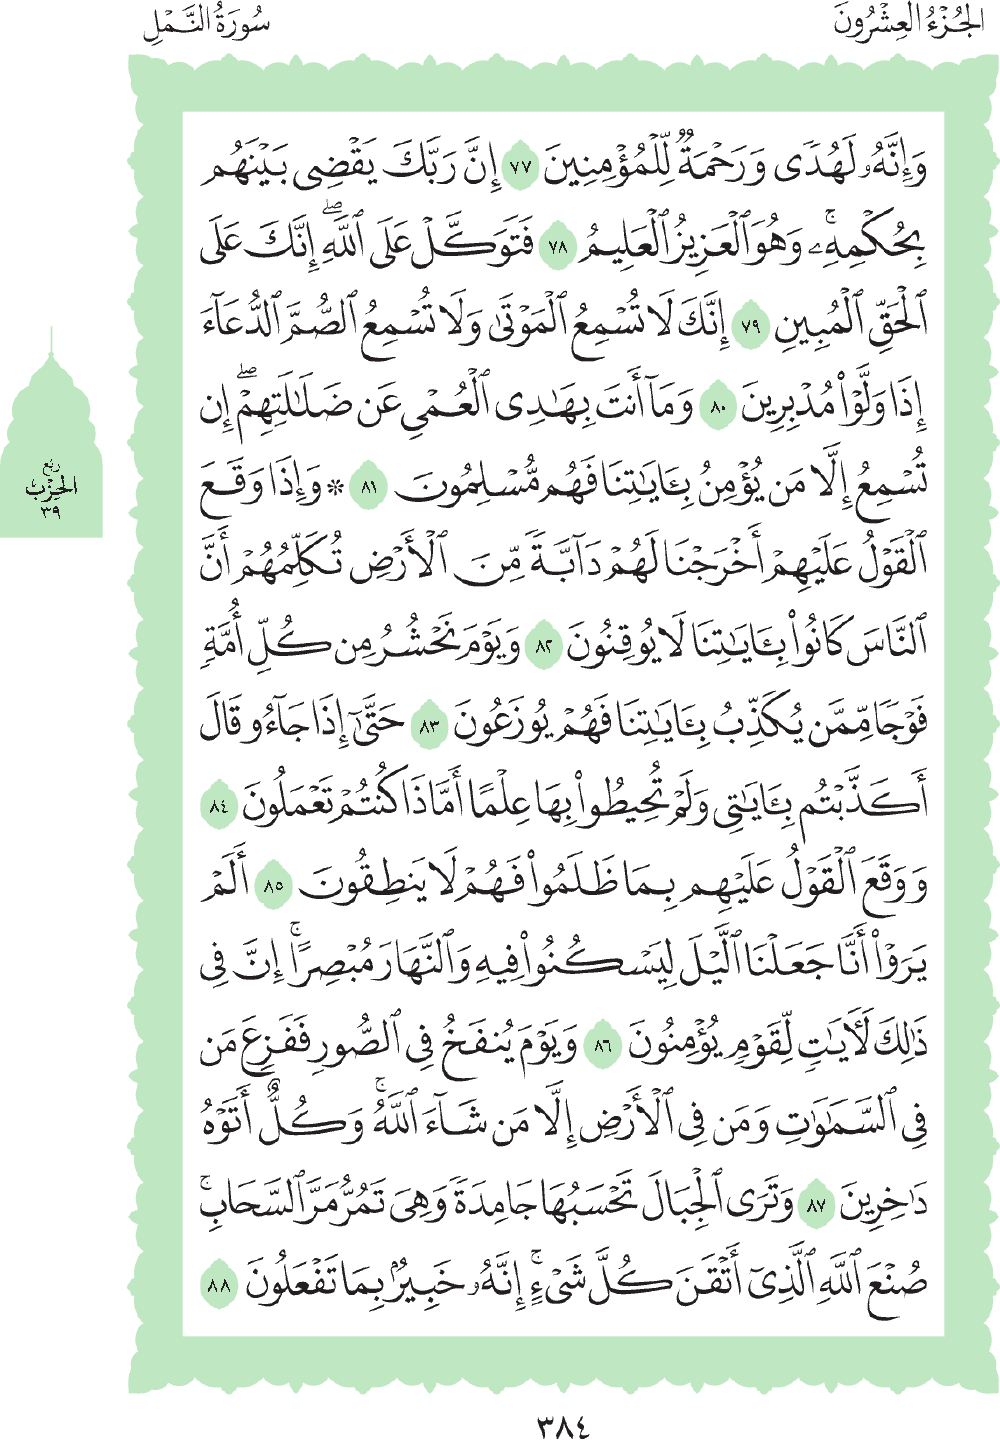 الجُزْءُ العِشْرُونَ
سُورَةُ النَّمْلِ
وَإِنَّهُۥ لَهُدٗى وَرَحۡمَةٞ لِّلۡمُؤۡمِنِينَ ٧٧ إِنَّ رَبَّكَ يَقۡضِي بَيۡنَهُم
بِحُكۡمِهِۦۚ وَهُوَ ٱلۡعَزِيزُ ٱلۡعَلِيمُ ٧٨ فَتَوَكَّلۡ عَلَى ٱللَّهِۖ إِنَّكَ عَلَى
ٱلۡحَقِّ ٱلۡمُبِينِ ٧٩ إِنَّكَ لَا تُسۡمِعُ ٱلۡمَوۡتَىٰ وَلَا تُسۡمِعُ ٱلصُّمَّ ٱلدُّعَآءَ
إِذَا وَلَّوۡاْ مُدۡبِرِينَ ٨٠ وَمَآ أَنتَ بِهَٰدِي ٱلۡعُمۡيِ عَن ضَلَٰلَتِهِمۡۖ إِن
تُسۡمِعُ إِلَّا مَن يُؤۡمِنُ بِـَٔايَٰتِنَا فَهُم مُّسۡلِمُونَ ٨١ ۞ وَإِذَا وَقَعَ
ٱلۡقَوۡلُ عَلَيۡهِمۡ أَخۡرَجۡنَا لَهُمۡ دَآبَّةٗ مِّنَ ٱلۡأَرۡضِ تُكَلِّمُهُمۡ أَنَّ
ٱلنَّاسَ كَانُواْ بِـَٔايَٰتِنَا لَا يُوقِنُونَ ٨٢ وَيَوۡمَ نَحۡشُرُ مِن كُلِّ أُمَّةٖ
فَوۡجٗا مِّمَّن يُكَذِّبُ بِـَٔايَٰتِنَا فَهُمۡ يُوزَعُونَ ٨٣ حَتَّىٰٓ إِذَا جَآءُو قَالَ
أَكَذَّبۡتُم بِـَٔايَٰتِي وَلَمۡ تُحِيطُواْ بِهَا عِلۡمًا أَمَّاذَا كُنتُمۡ تَعۡمَلُونَ ٨٤
وَوَقَعَ ٱلۡقَوۡلُ عَلَيۡهِم بِمَا ظَلَمُواْ فَهُمۡ لَا يَنطِقُونَ ٨٥ أَلَمۡ
يَرَوۡاْ أَنَّا جَعَلۡنَا ٱلَّيۡلَ لِيَسۡكُنُواْ فِيهِ وَٱلنَّهَارَ مُبۡصِرًاۚ إِنَّ فِي
ذَٰلِكَ لَأٓيَٰتٖ لِّقَوۡمٖ يُؤۡمِنُونَ ٨٦ وَيَوۡمَ يُنفَخُ فِي ٱلصُّورِ فَفَزِعَ مَن
فِي ٱلسَّمَٰوَٰتِ وَمَن فِي ٱلۡأَرۡضِ إِلَّا مَن شَآءَ ٱللَّهُۚ وَكُلٌّ أَتَوۡهُ
دَٰخِرِينَ ٨٧ وَتَرَى ٱلۡجِبَالَ تَحۡسَبُهَا جَامِدَةٗ وَهِيَ تَمُرُّ مَرَّ ٱلسَّحَابِۚ
صُنۡعَ ٱللَّهِ ٱلَّذِيٓ أَتۡقَنَ كُلَّ شَيۡءٍۚ إِنَّهُۥ خَبِيرُۢ بِمَا تَفۡعَلُونَ ٨٨
رُبْع
الحِزْب
٣٩
٣٨٤